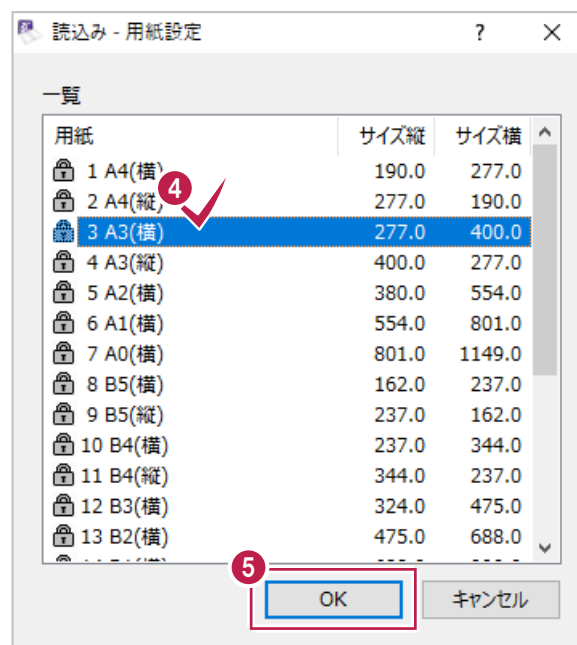 読込み - 用紙設定 ?
一覧
用紙 サイズ縦 サイズ横
1 A4(横) 190.0 277.0
4
2 A4(縦) 277.0 190.0
3 A3(横) 277.0 400.0
4 A3(縦) 400.0 277.0
5 A2(横) 380.0 554.0
6 A1(横) 554.0 801.0
7 A0(横) 801.0 1149.0
8 B5(横) 162.0 237.0
9 B5(縦) 237.0 162.0
10 B4(横) 237.0 344.0
11 B4(縦) 344.0 237.0
12 B3(横) 324.0 475.0
13 B2(横) 475.0 688.0
5
OK キャンセル